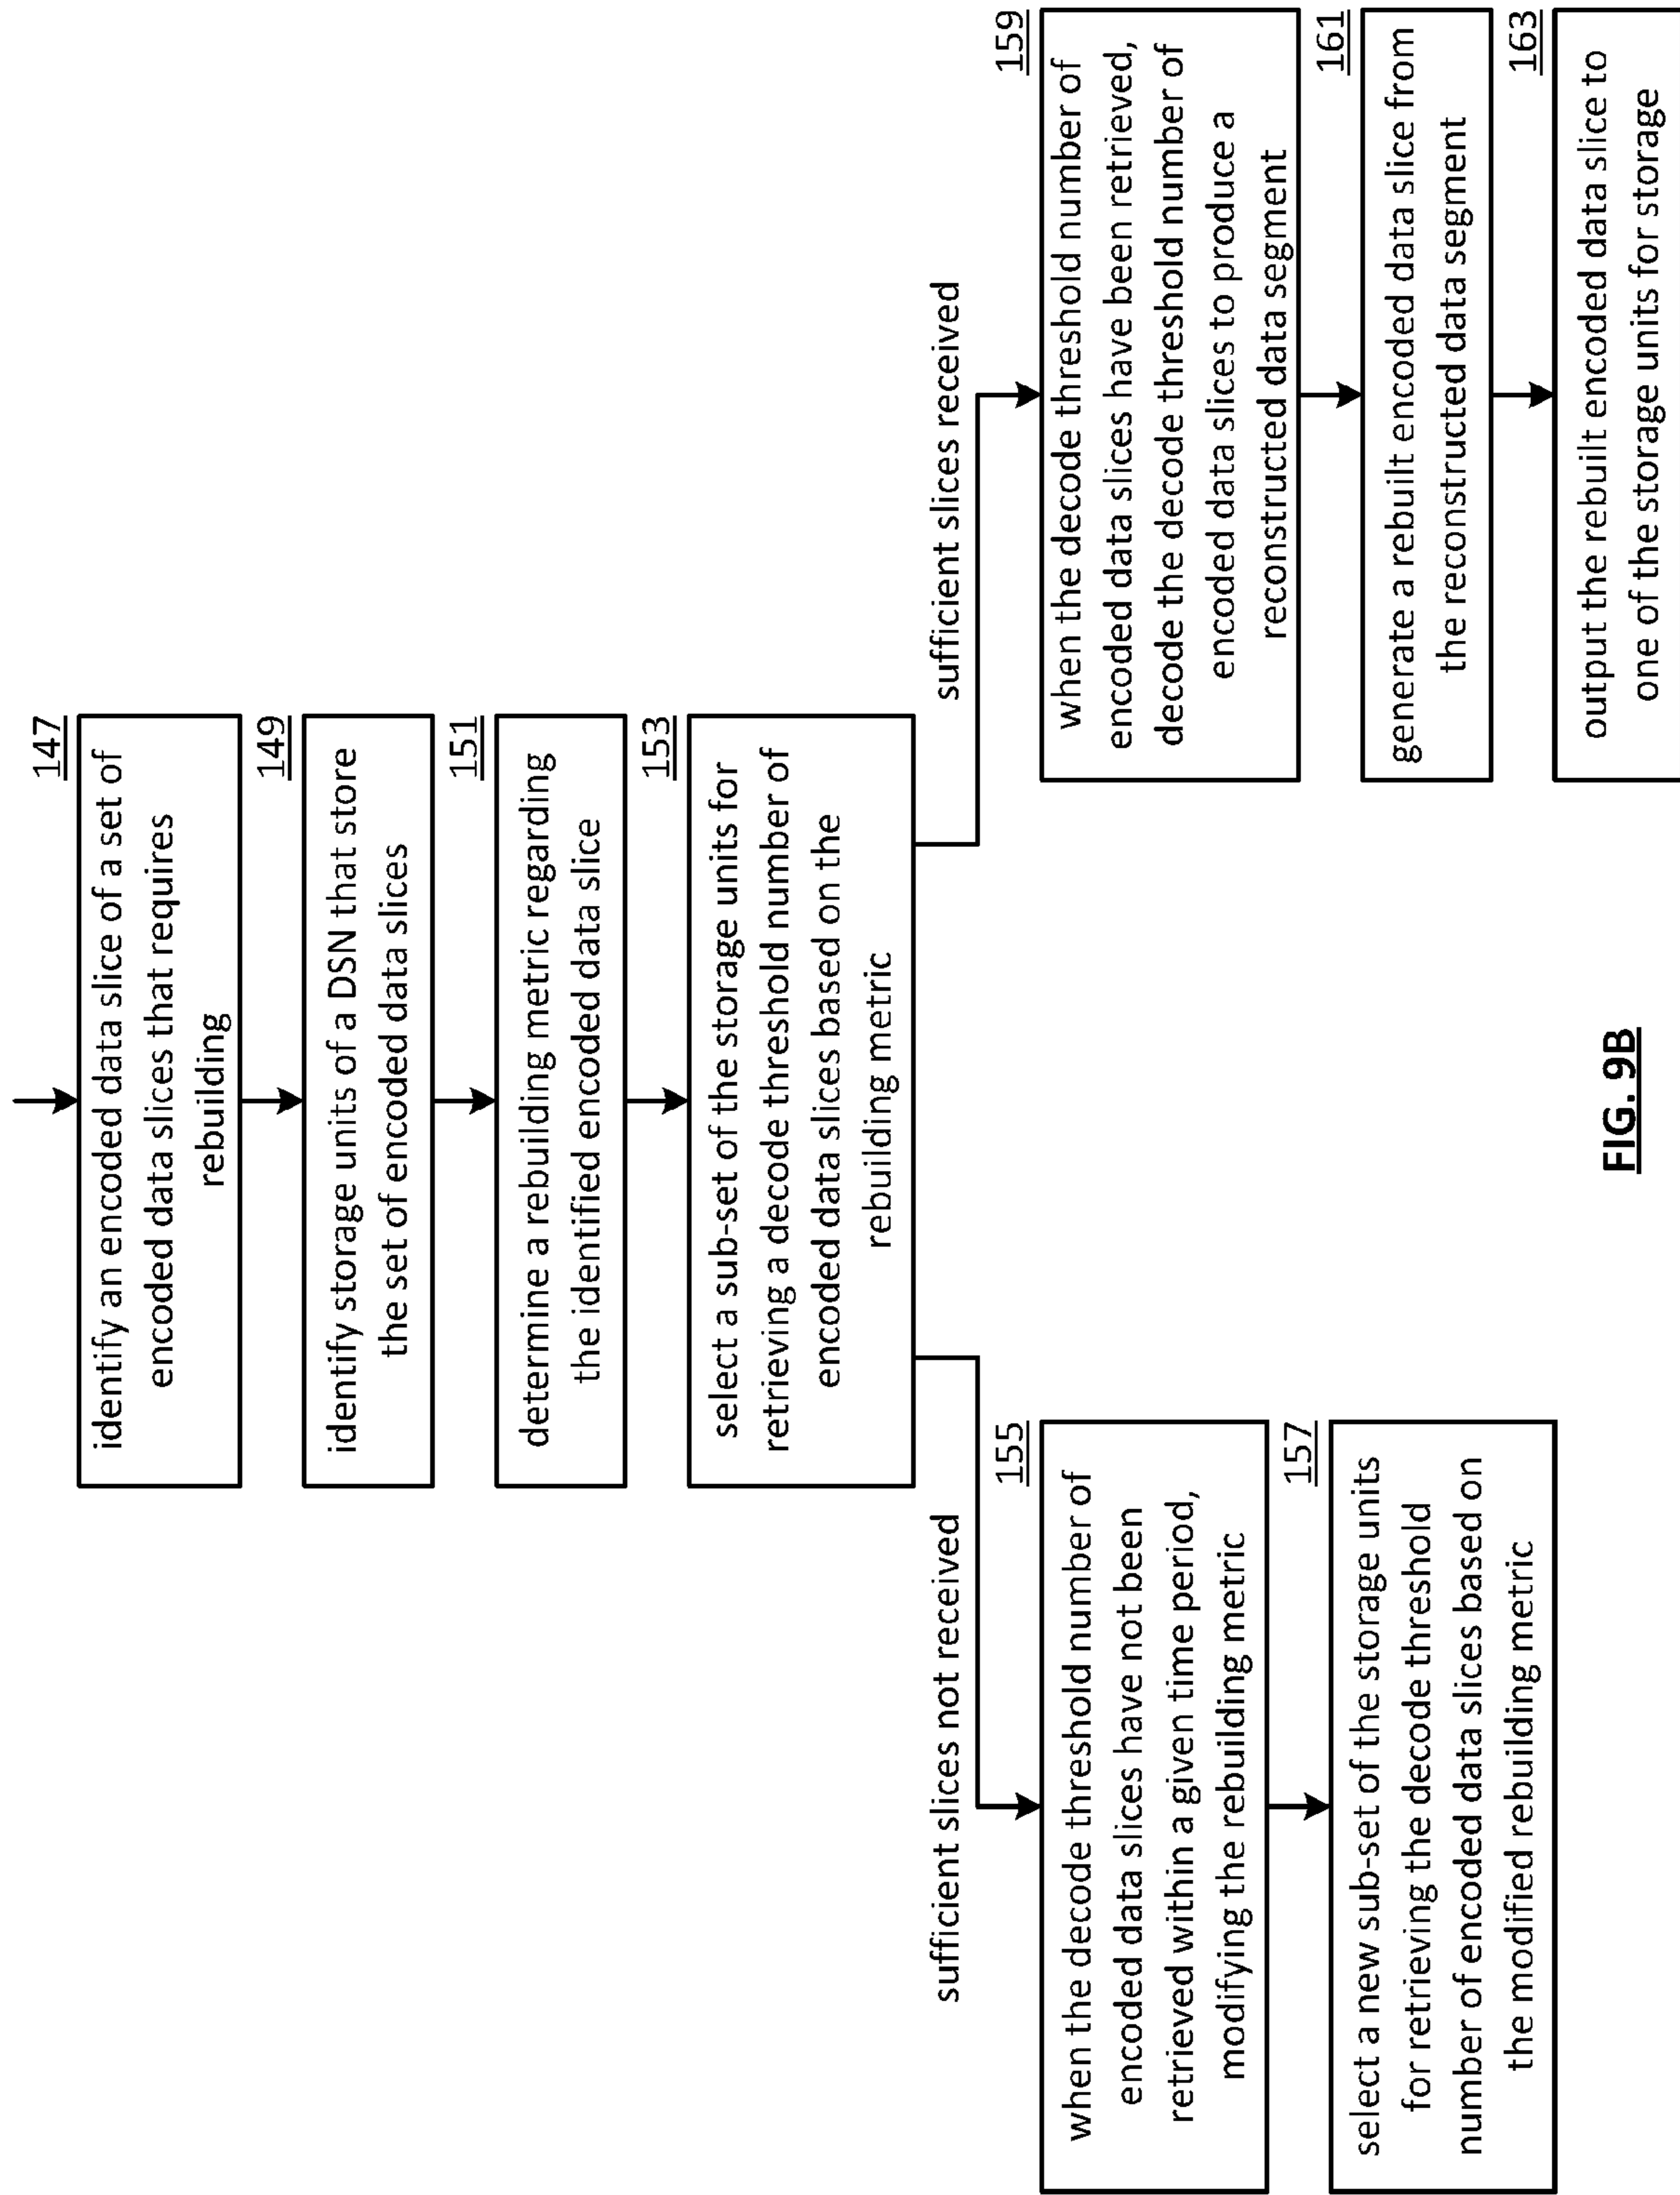 147
identify an encoded data slice of a set of
encoded data slices that requires
rebuilding
149
identify storage units of a DSN that store
the set of encoded data slices
151
determine a rebuilding metric regarding
the identified encoded data slice
153
select a sub-set of the storage units for
retrieving a decode threshold number of
encoded data slices based on the
rebuilding metric
sufficient slices not received
155
when the decode threshold number of
encoded data slices have not been
retrieved within a given time period,
modifying the rebuilding metric
157
select a new sub-set of the storage units
for retrieving the decode threshold
number of encoded data slices based on
the modified rebuilding metric
sufficient slices received
159
when the decode threshold number of
encoded data slices have been retrieved,
decode the decode threshold number of
encoded data slices to produce a
reconstructed data segment
161
generate a rebuilt encoded data slice from
the reconstructed data segment
163
output the rebuilt encoded data slice to
one of the storage units for storage
FIG. 9B